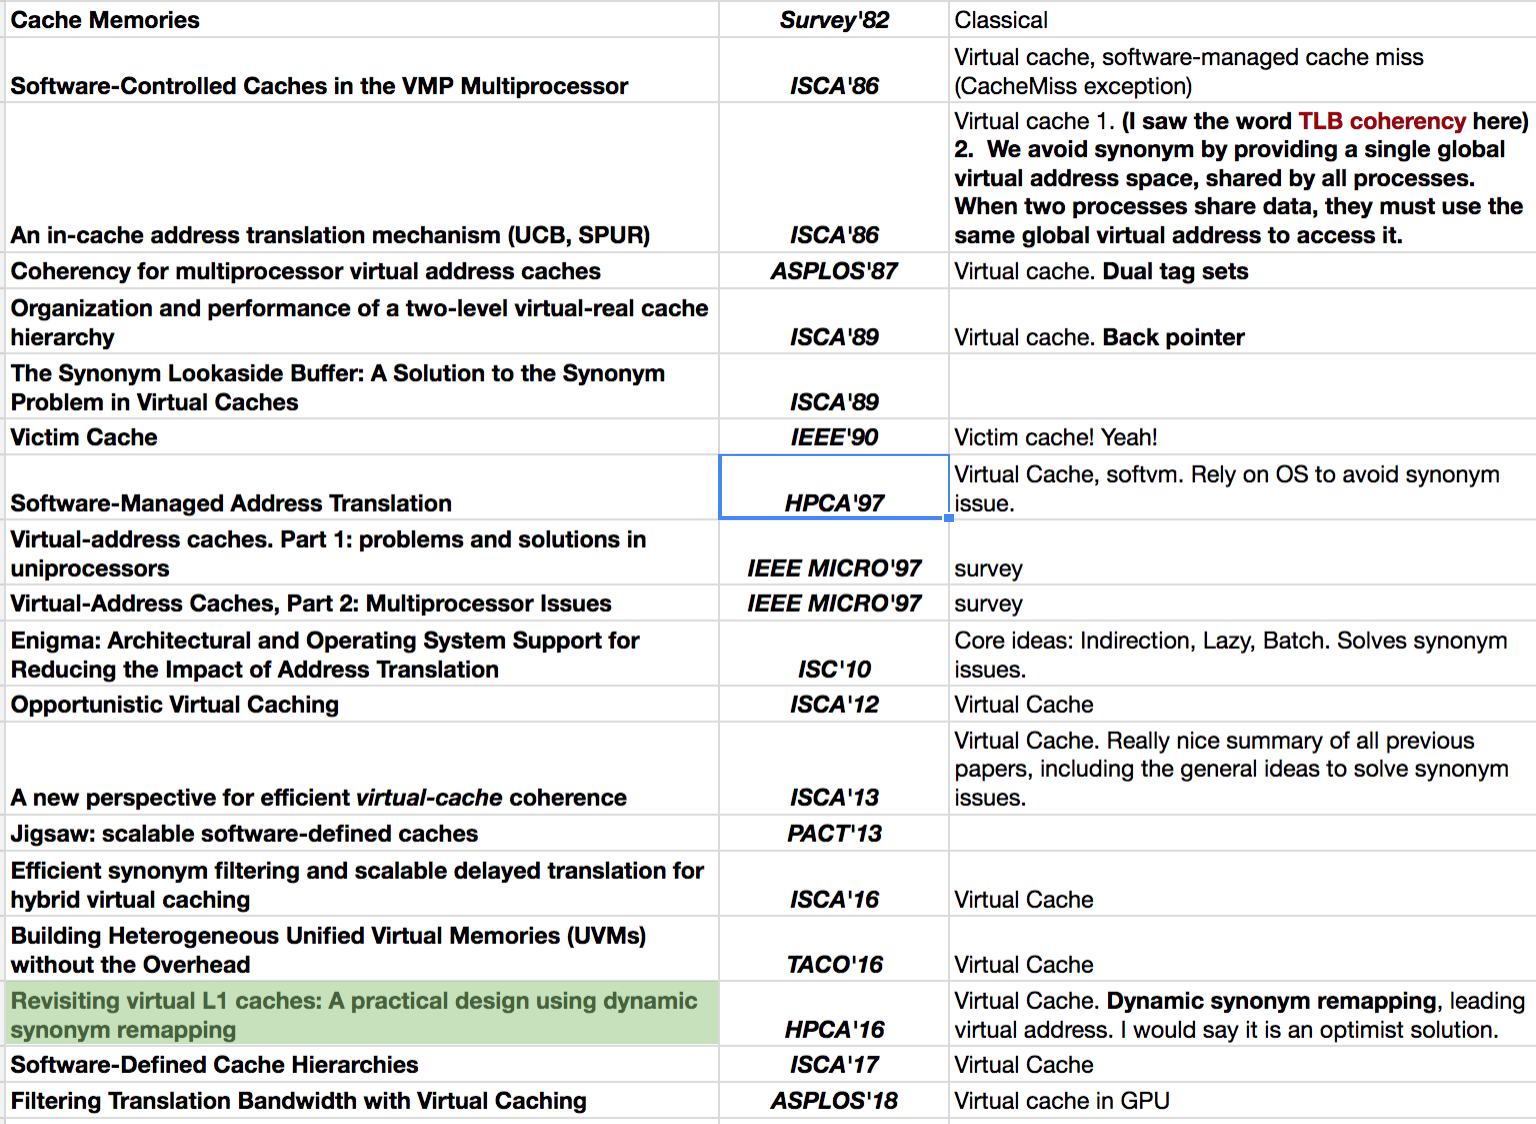 Cache Memories Survey'82 Classical
Virtual cache, software-managed cache miss
Software-Controlled Caches in the VMP Multiprocessor ISCA'86 (CacheMiss exception)
Virtual cache 1. (I saw the word TLB coherency here)
2.  We avoid synonym by providing a single global
virtual address space, shared by all processes.
When two processes share data, they must use the
An in-cache address translation mechanism (UCB, SPUR) ISCA'86 same global virtual address to access it.
Coherency for multiprocessor virtual address caches ASPLOS'87 Virtual cache. Dual tag sets
Organization and performance of a two-level virtual-real cache
hierarchy ISCA'89 Virtual cache. Back pointer
The Synonym Lookaside Buffer: A Solution to the Synonym
Problem in Virtual Caches ISCA'89
Victim Cache IEEE'90 Victim cache! Yeah!
Virtual Cache, softvm. Rely on OS to avoid synonym
Software-Managed Address Translation HPCA'97 issue.
Virtual-address caches. Part 1: problems and solutions in
uniprocessors IEEE MICRO'97 survey
Virtual-Address Caches, Part 2: Multiprocessor Issues IEEE MICRO'97 survey
Enigma: Architectural and Operating System Support for Core ideas: Indirection, Lazy, Batch. Solves synonym
Reducing the Impact of Address Translation ISC'10 issues.
Opportunistic Virtual Caching ISCA'12 Virtual Cache
Virtual Cache. Really nice summary of all previous
papers, including the general ideas to solve synonym
A new perspective for efficient virtual-cache coherence ISCA'13 issues.
Jigsaw: scalable software-defined caches PACT'13
Efficient synonym filtering and scalable delayed translation for
hybrid virtual caching ISCA'16 Virtual Cache
Building Heterogeneous Unified Virtual Memories (UVMs)
without the Overhead TACO'16 Virtual Cache
Revisiting virtual L1 caches: A practical design using dynamic Virtual Cache. Dynamic synonym remapping, leading
synonym remapping HPCA'16 virtual address. I would say it is an optimist solution.
Software-Defined Cache Hierarchies ISCA'17 Virtual Cache
Filtering Translation Bandwidth with Virtual Caching ASPLOS'18 Virtual cache in GPU